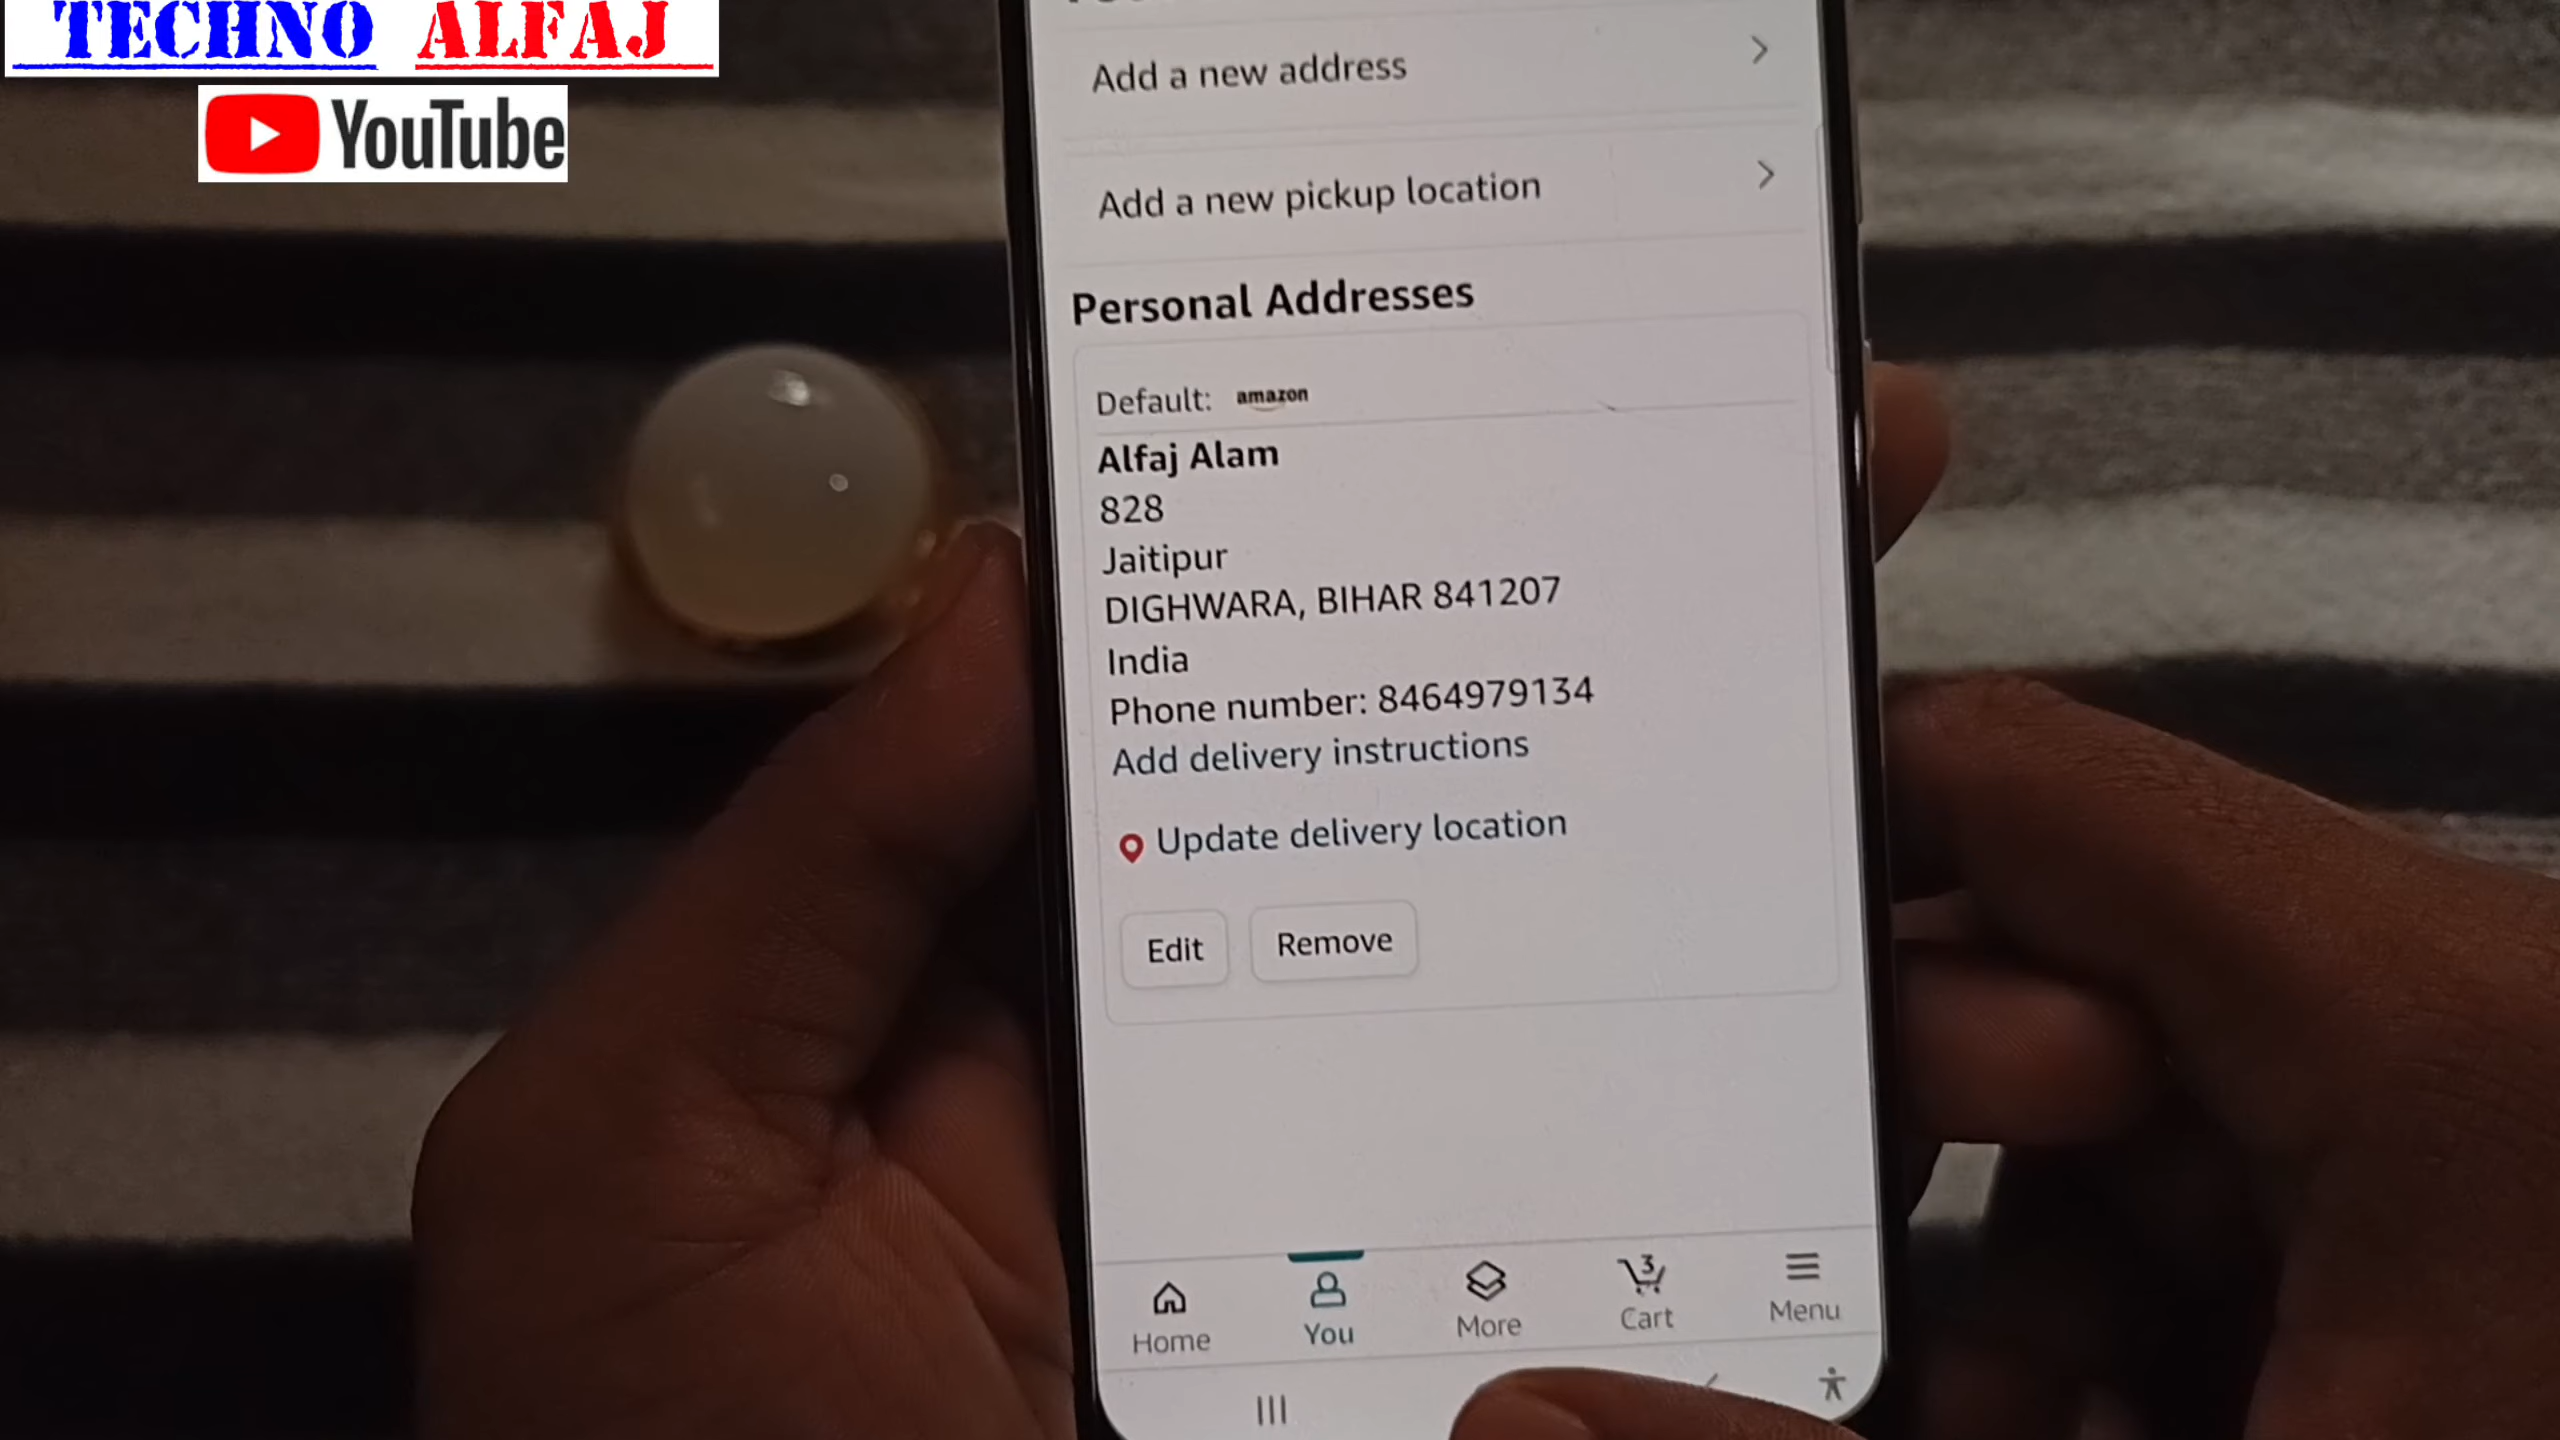 TECHNO ALFAJ
YouTube
Add a new address
Add a new pickup location
Personal Addresses
Default: amazon
Alfaj Alam
828
Jaitipur
DIGHWARA, BIHAR 841207
India
Phone number: 8464979134
Add delivery instructions
Update delivery location
Edit Remove
3
Home You More Cart Menu